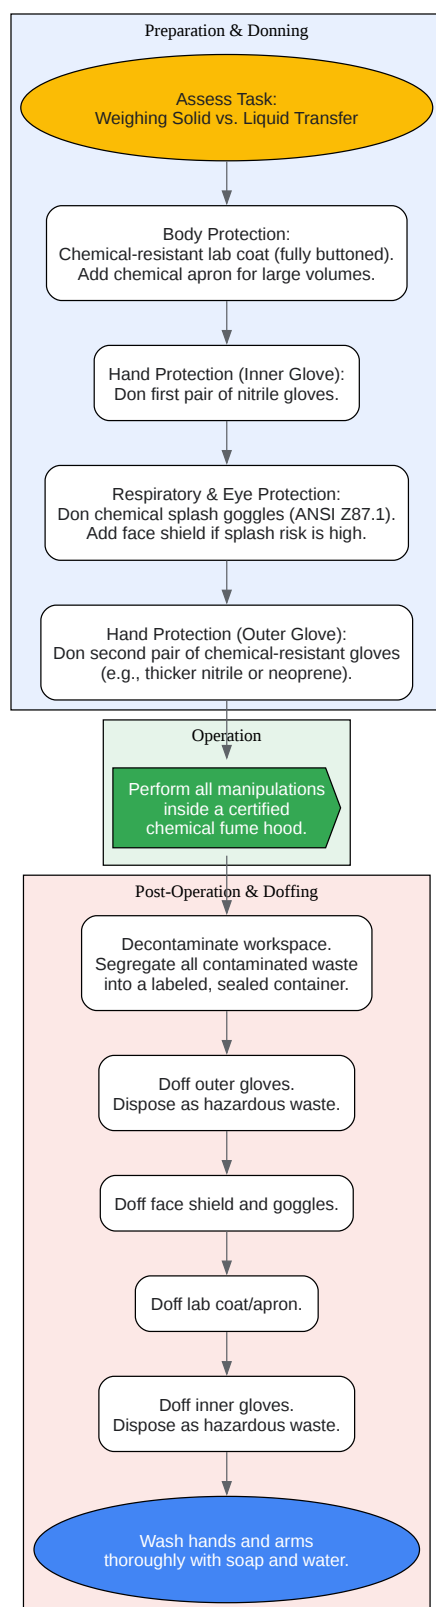 Preparation & Donning
Assess Task:
Weighing Solid vs. Liquid Transfer
Body Protection:
Chemical-resistant lab coat (fully buttoned).
Add chemical apron for large volumes.
Hand Protection (Inner Glove):
Don first pair of nitrile gloves.
Respiratory & Eye Protection:
Don chemical splash goggles (ANSI Z87.1).
Add face shield if splash risk is high.
Hand Protection (Outer Glove):
Don second pair of chemical-resistant gloves
(e.g., thicker nitrile or neoprene).
Operation
Perform all manipulations
inside a certified
chemical fume hood.
Post-Operation & Doffing
Decontaminate workspace.
Segregate all contaminated waste
into a labeled, sealed container.
Doff outer gloves.
Dispose as hazardous waste.
Doff face shield and goggles.
Doff lab coat/apron.
Doff inner gloves.
Dispose as hazardous waste.
Wash hands and arms
thoroughly with soap and water.